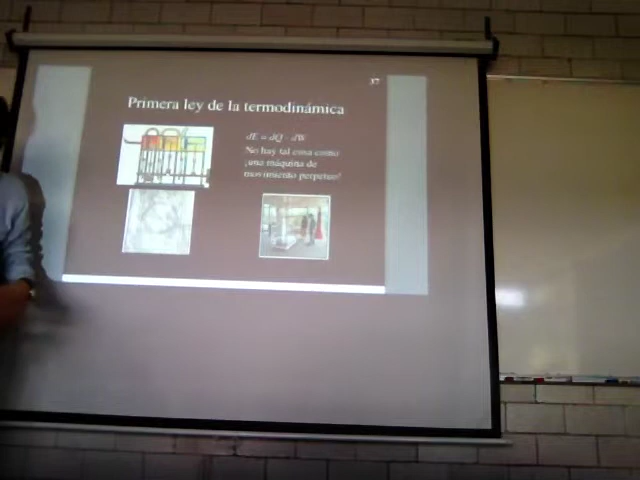 37
Primera ley de la termodinámica
dE = dQ - dW
No hay tal cosa como
¡una máquina de
movimiento perpetuo!